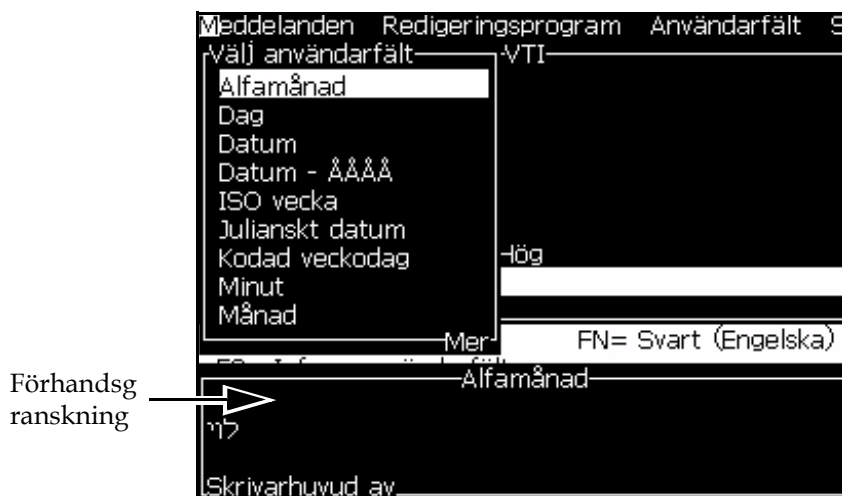 Meddelanden Redigeringsprogram Användarfält S
Välj användarfält VTI
Alfamånad
Dag
Datum
Datum - ÅÅÅÅ
ISO vecka
Julianskt datum
Kodad veckodag
Hög
Minut
Månad
Mer
FN= Svart (Engelska)
Alfamånad
Förhandsg
ranskning
Skrivarhuvud av